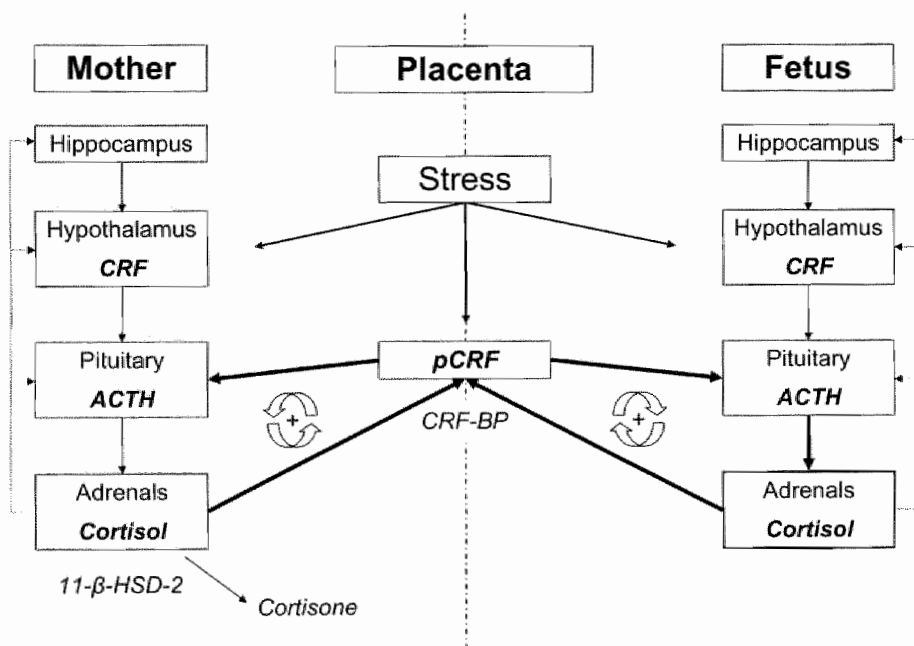 Mother
Placenta
Fetus
Hippocampus
Hippocampus
Stress
Hypothalamus
CRF
Hypothalamus
CRF
Pituitary
ACTH
pCRF
Pituitary
ACTH
+
+
CRF-BP
Adrenals
Cortisol
Adrenals
Cortisol
11-β-HSD-2
Cortisone